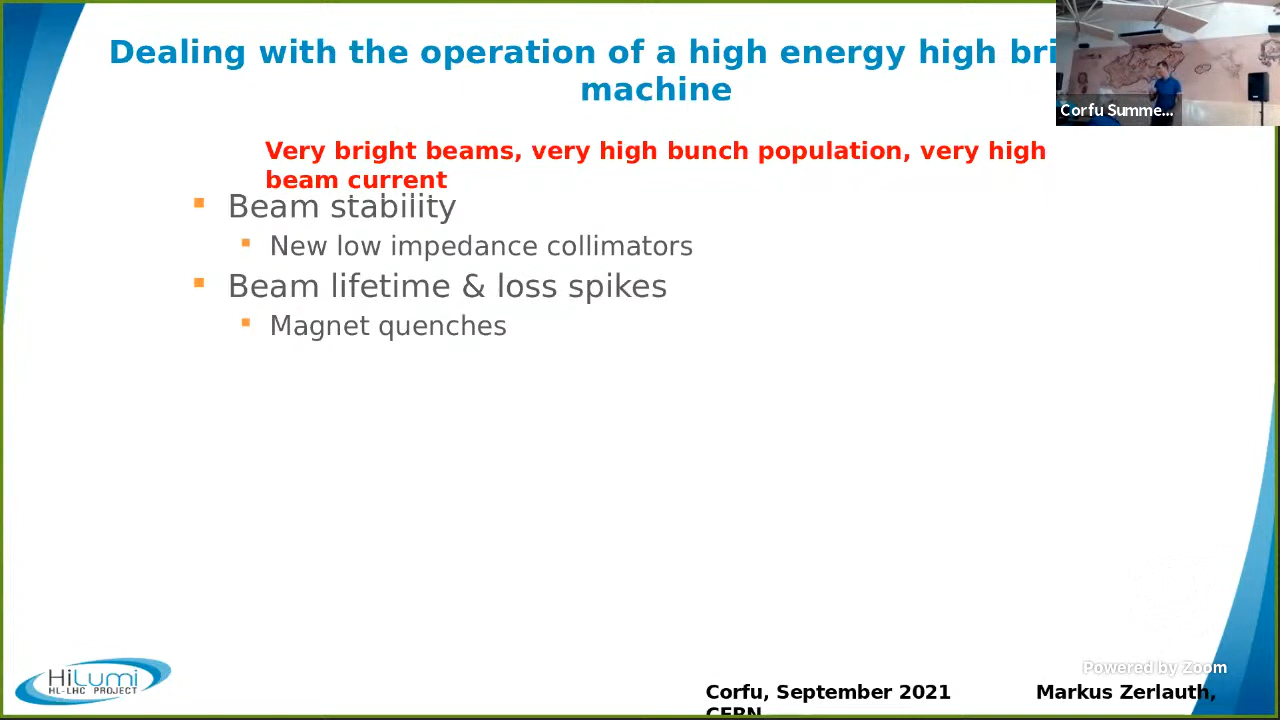 Dealing with the operation of a high energy high bri
machine
Corfu Summe...
Very bright beams, very high bunch population, very high
beam current
Beam stability
New low impedance collimators
Beam lifetime & loss spikes
Magnet quenches
HiLumi
HL-LHC PROJECT
Powered by Zoom
Corfu, September 2021 Markus Zerlauth,
CERN